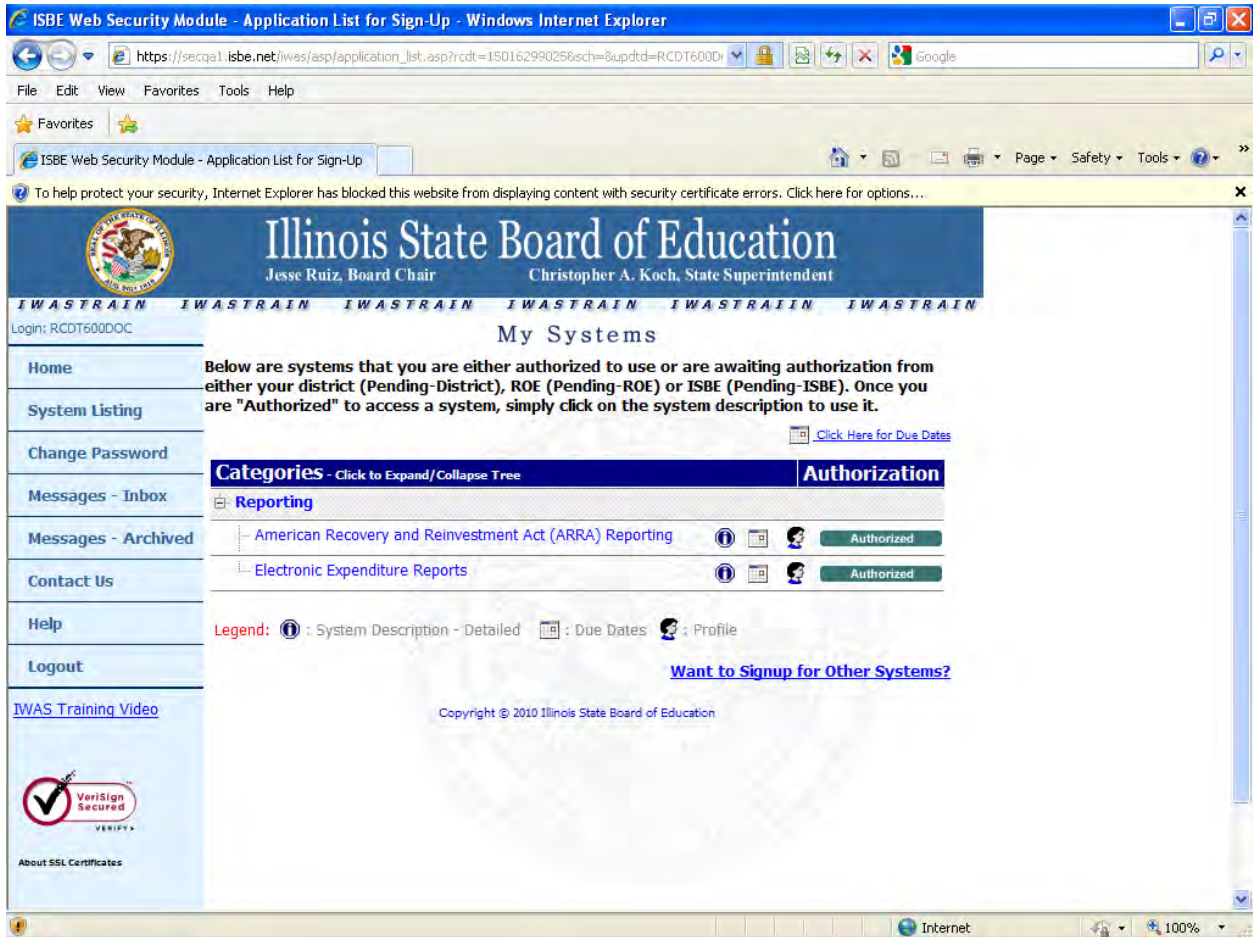 ISBE Web Security Module - Application List for Sign-Up - Windows Internet Explorer
https://secqa1.isbe.net/iwas/asp/application_list.asp?rcdt=15016299025&sch=&updtd=RCDT600D
Google
File Edit View Favorites Tools Help
Favorites
ISBE Web Security Module - Application List for Sign-Up
Page Safety Tools
To help protect your security, Internet Explorer has blocked this website from displaying content with security certificate errors. Click here for options...
Illinois State Board of Education
Jesse Ruiz, Board Chair Christopher A. Koch, State Superintendent
IWASTRAIN IWASTRAIN IWASTRAIN IWASTRAIN IWASTRAIIN IWASTRAIN
Login: RCDT600DOC
My Systems
Home
Below are systems that you are either authorized to use or are awaiting authorization from
either your district (Pending-District), ROE (Pending-ROE) or ISBE (Pending-ISBE). Once you
System Listing
are "Authorized" to access a system, simply click on the system description to use it.
Click Here for Due Dates
Change Password
Categories - Click to Expand/Collapse Tree Authorization
Messages - Inbox
Reporting
Messages - Archived
American Recovery and Reinvestment Act (ARRA) Reporting Authorized
Contact Us
Electronic Expenditure Reports Authorized
Help
Legend: : System Description - Detailed : Due Dates : Profile
Logout
Want to Signup for Other Systems?
IWAS Training Video
Copyright © 2010 Illinois State Board of Education
VeriSign
Secured
VERIFY
About SSL Certificates
Internet 100%